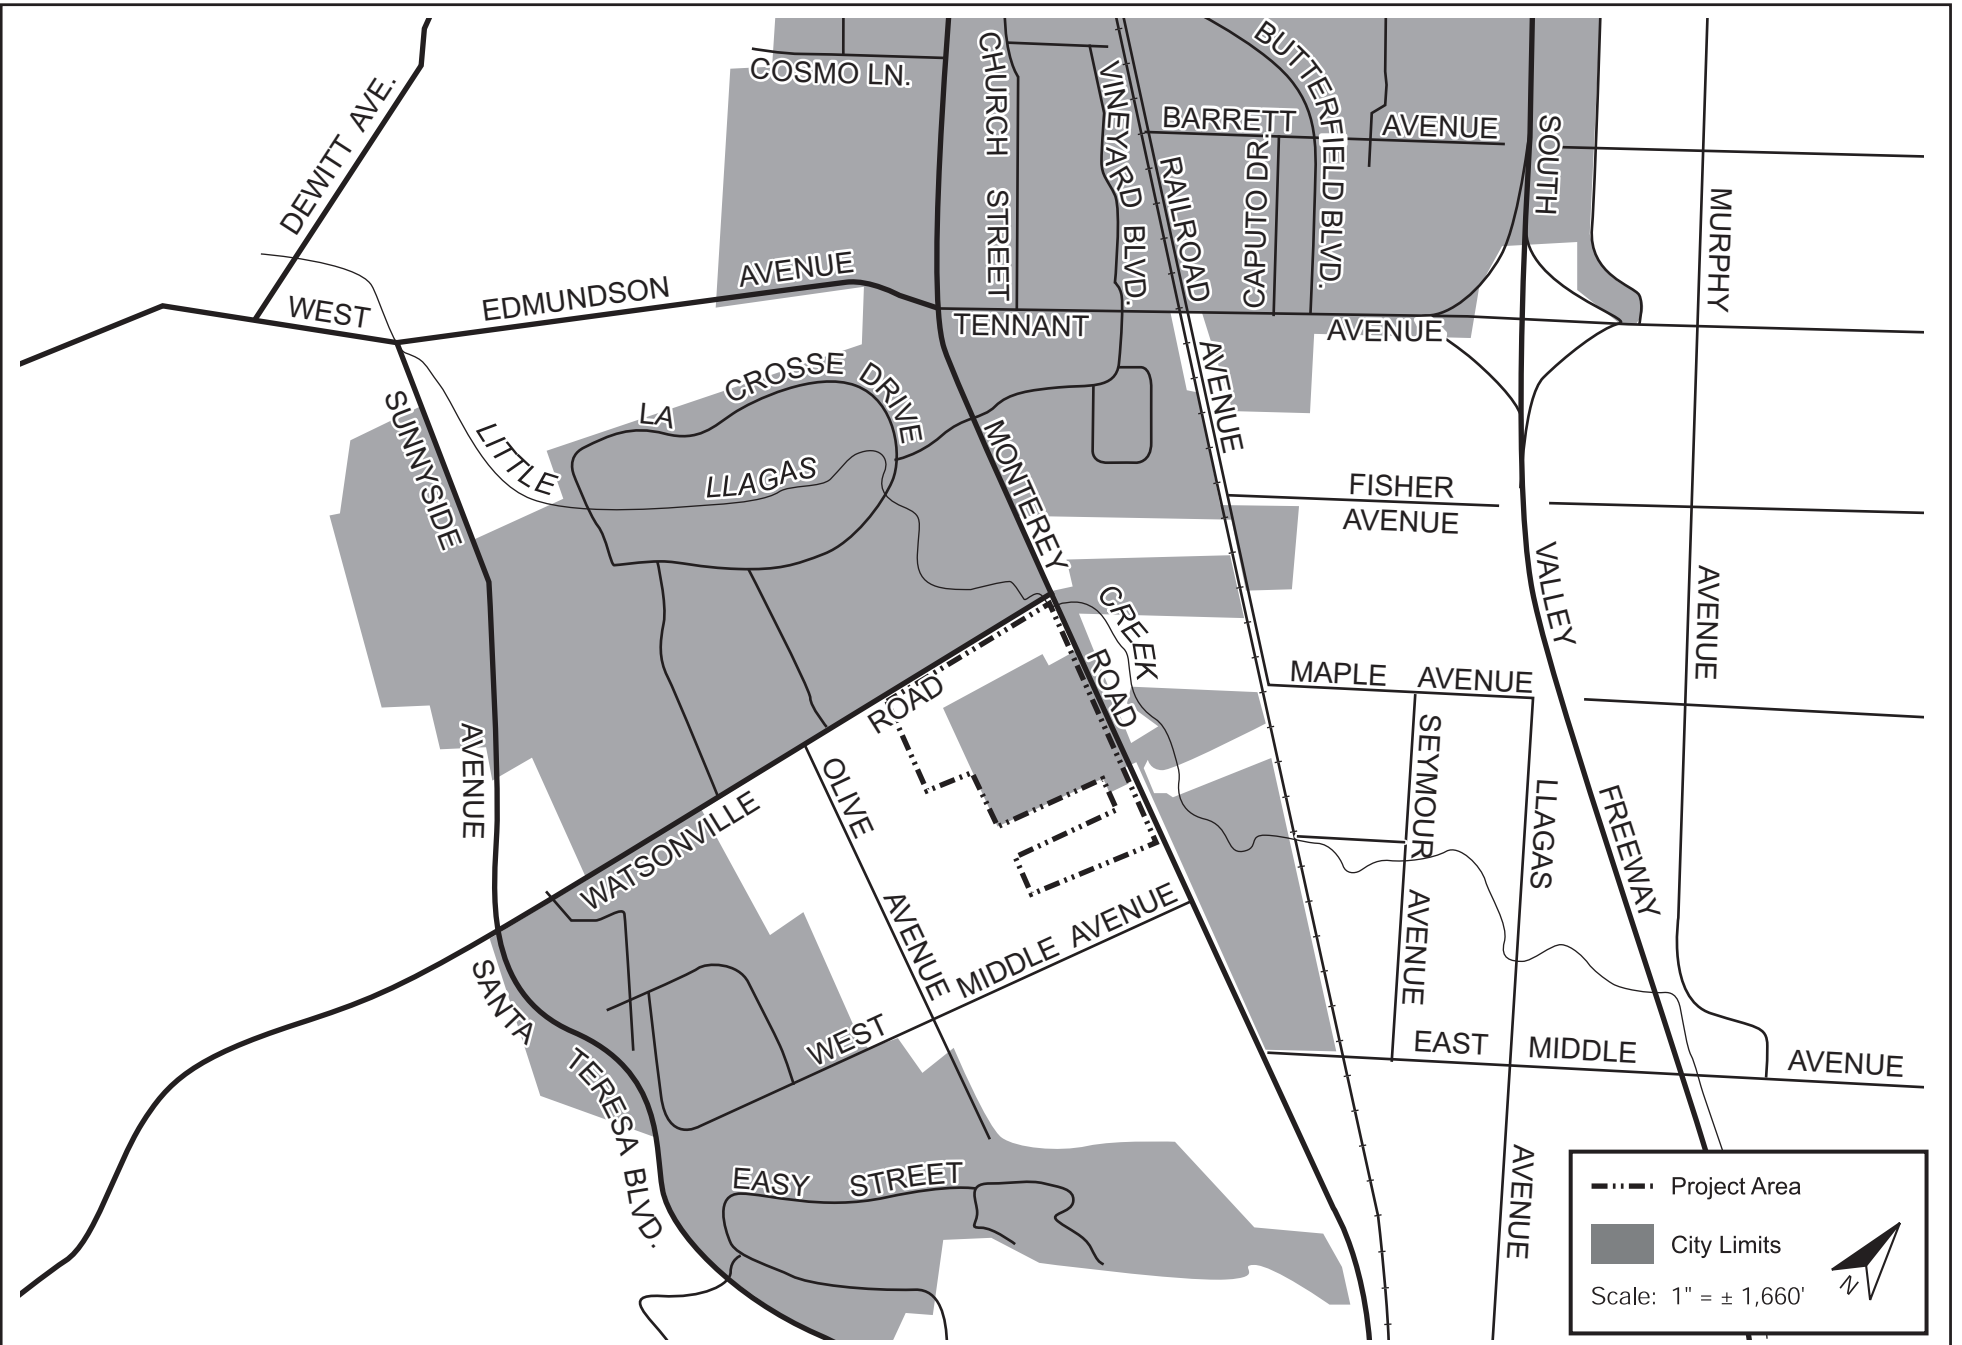 COSMO LN.
CHURCH STREET
VINEYARD BLVD.
BUTTERFIELD BLVD.
BARRETT AVENUE
CAPUTO DR.
RAILROAD AVENUE
SOUTH VALLEY FREEWAY
MURPHY AVENUE
DEWITT AVE.
WEST EDMUNDSON AVENUE
TENNANT AVENUE
SUNNYSIDE AVENUE
LA CROSSE DRIVE
LITTLE LLAGAS CREEK
MONTEREY ROAD
FISHER
AVENUE
MAPLE AVENUE
SEYMOUR AVENUE
LLAGAS AVENUE
WATSONVILLE ROAD
OLIVE AVENUE
WEST MIDDLE AVENUE
EAST MIDDLE AVENUE
SANTA TERESA BLVD.
EASY STREET
Project Area
City Limits
Scale: 1" = ± 1,660'
N